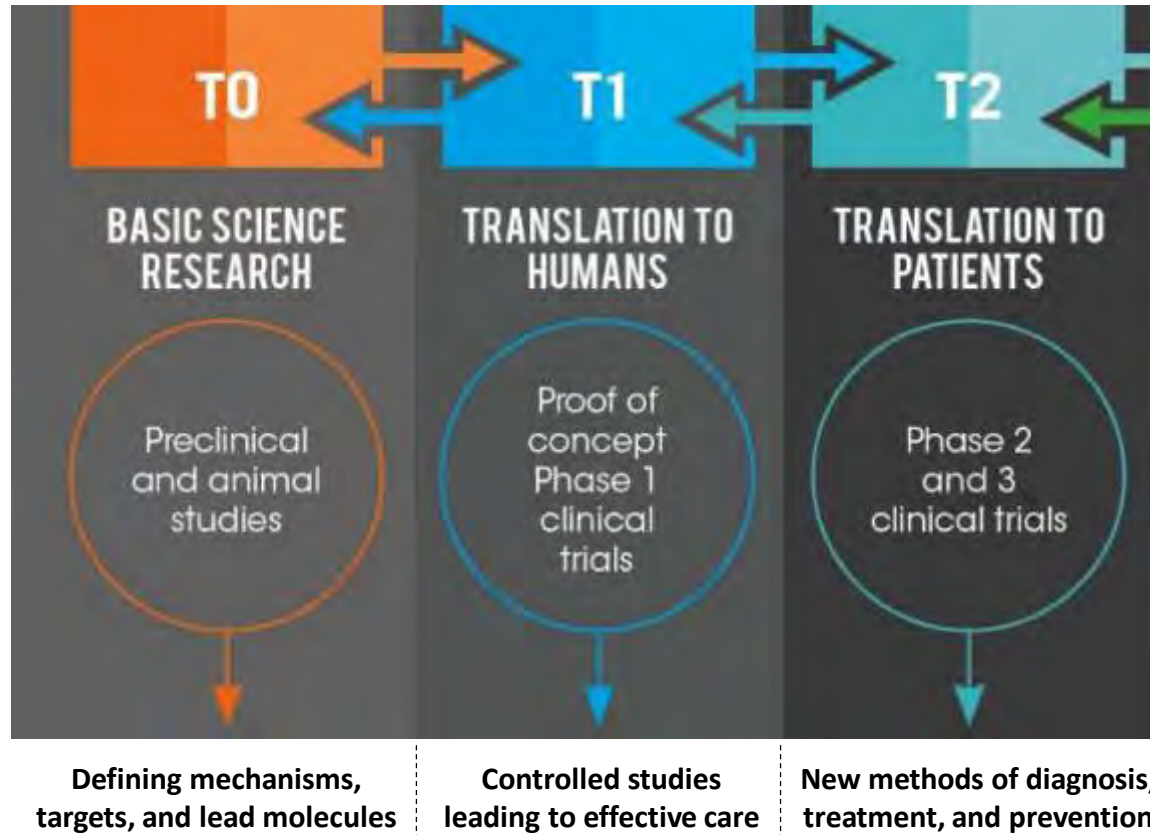 T0
T1
T2
BASIC SCIENCE
RESEARCH
TRANSLATION TO
HUMANS
TRANSLATION TO
PATIENTS
Preclinical
and animal
studies
Proof of
concept
Phase 1
clinical
trials
Phase 2
and 3
clinical trials
Defining mechanisms,
targets, and lead molecules
Controlled studies
leading to effective care
New methods of diagnosis,
treatment, and prevention